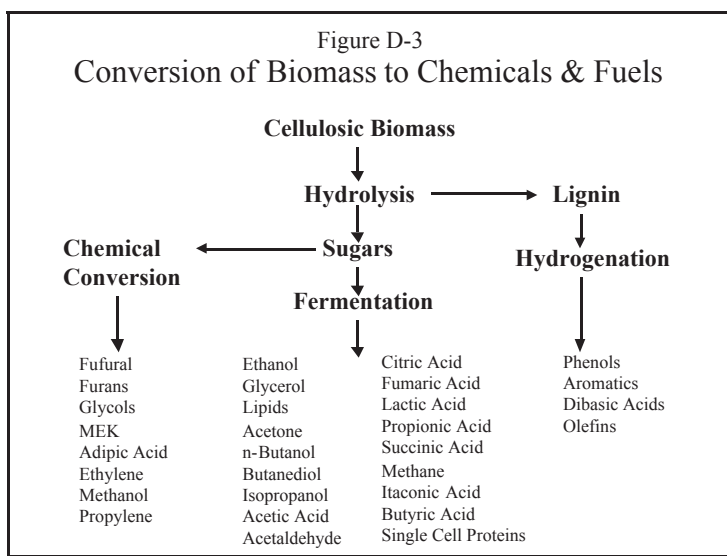 Figure D-3
Conversion of Biomass to Chemicals & Fuels
Cellulosic Biomass
Hydrolysis
Lignin
Chemical
Conversion
Sugars
Hydrogenation
Fermentation
Fufural
Furans
Glycols
MEK
Adipic Acid
Ethylene
Methanol
Propylene
Ethanol
Glycerol
Lipids
Acetone
n-Butanol
Butanediol
Isopropanol
Acetic Acid
Acetaldehyde
Citric Acid
Fumaric Acid
Lactic Acid
Propionic Acid
Succinic Acid
Methane
Itaconic Acid
Butyric Acid
Single Cell Proteins
Phenols
Aromatics
Dibasic Acids
Olefins